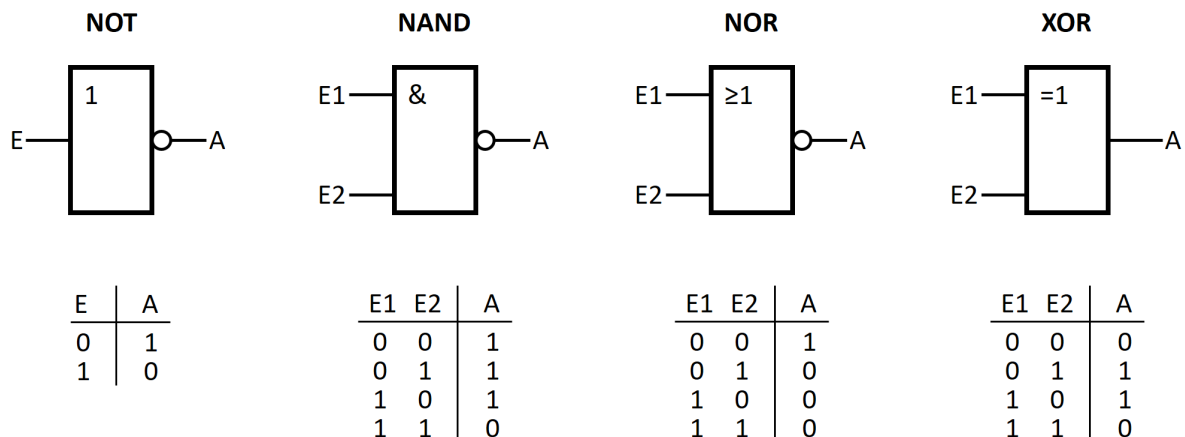 NOT NAND NOR XOR
1 & ≥1 =1
E1 E1 E1
E A A A A
E2 E2 E2
E A E1 E2 A E1 E2 A E1 E2 A
0 1 0 0 1 0 0 1 0 0 0
1 0 0 1 1 0 1 0 0 1 1
1 0 1 1 0 0 1 0 1
1 1 0 1 1 0 1 1 0